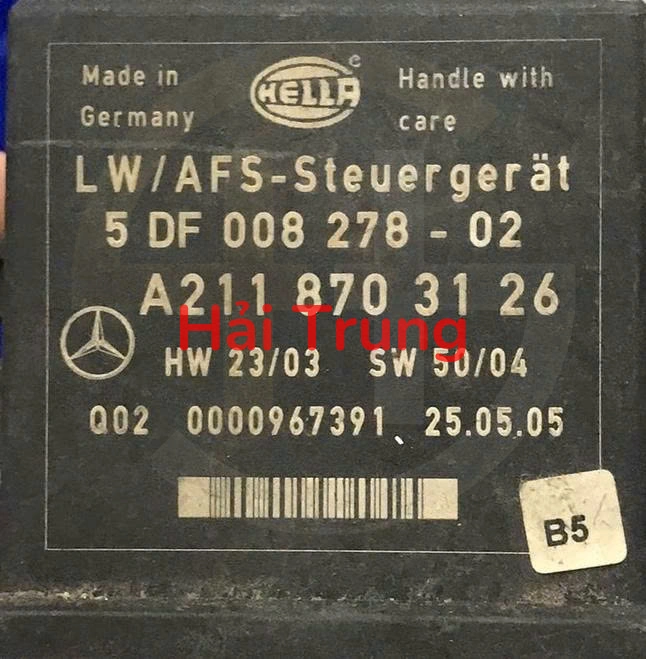 Made in
Germany
HELLA
Handle with
care
LW/AFS-Steuergerät
5 DF 008 278 - 02
A211 870 31 26
Hải Trung
HW 23/03 SW 50/04
Q02 0000967391 25.05.05
B5